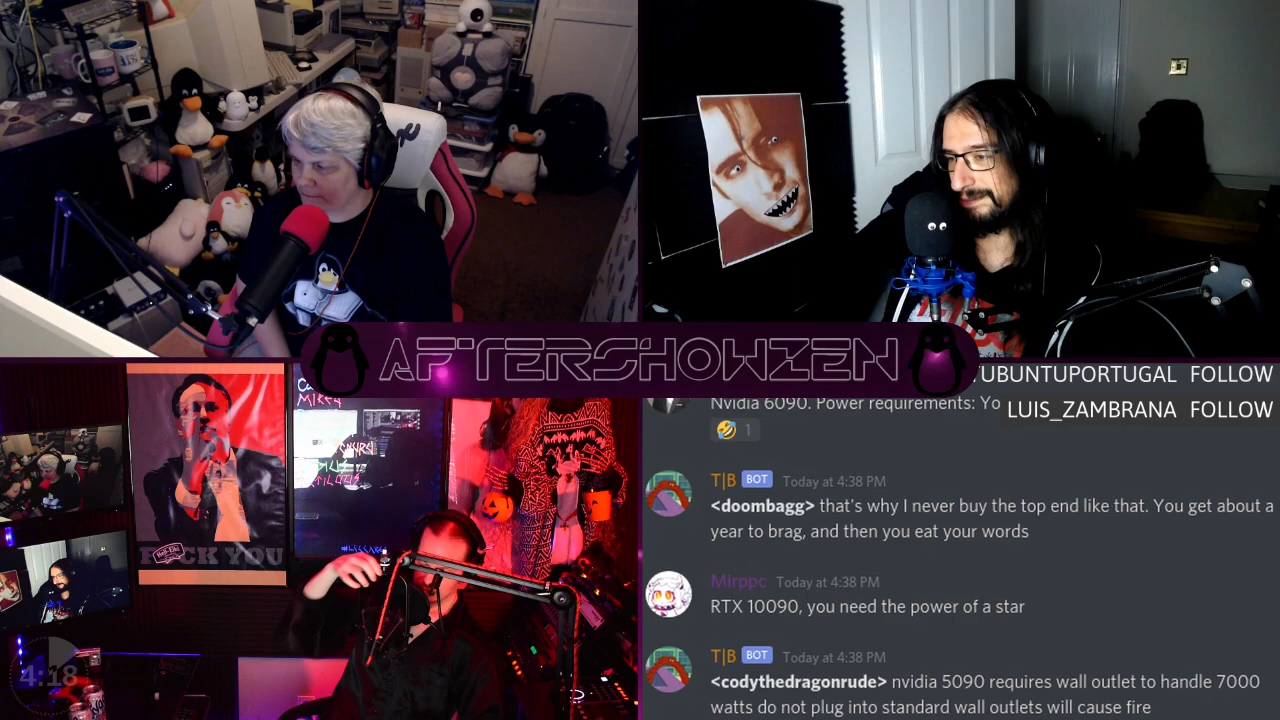 AFTERSHOWZEN
UBUNTUPORTUGAL FOLLOW
LUIS_ZAMBRANA FOLLOW
Nvidia 6090. Power requirements: Yo
🤣 1
T|B BOT Today at 4:38 PM
<doombagg> that's why I never buy the top end like that. You get about a
year to brag, and then you eat your words
Mirppc Today at 4:38 PM
RTX 10090, you need the power of a star
T|B BOT Today at 4:38 PM
<codythedragonrude> nvidia 5090 requires wall outlet to handle 7000
watts do not plug into standard wall outlets will cause fire
CK YOU
4:18